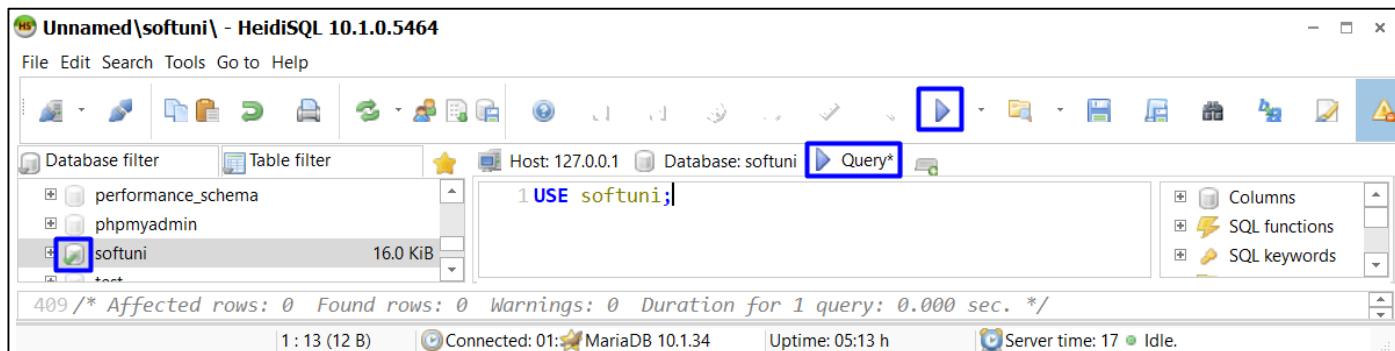 Unnamed\softuni\ - HeidiSQL 10.1.0.5464
File Edit Search Tools Go to Help
Database filter Table filter Host: 127.0.0.1 Database: softuni Query*
performance_schema
phpmyadmin
softuni 16.0 KiB
test
1 USE softuni;
Columns
SQL functions
SQL keywords
409 /* Affected rows: 0 Found rows: 0 Warnings: 0 Duration for 1 query: 0.000 sec. */
1 : 13 (12 B) Connected: 01: MariaDB 10.1.34 Uptime: 05:13 h Server time: 17 Idle.